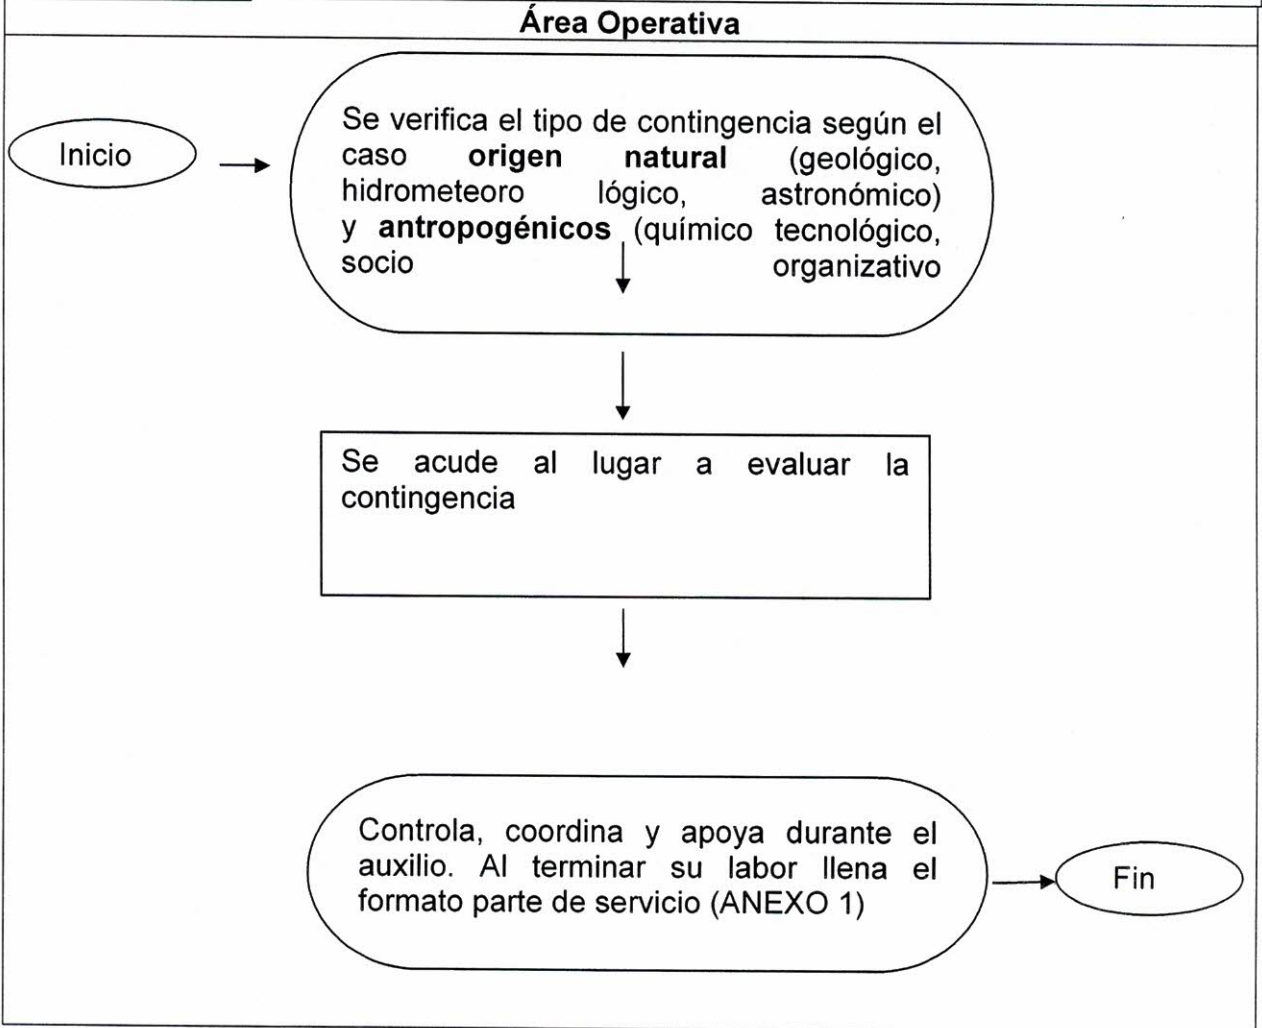 Área Operativa
Inicio
Se verifica el tipo de contingencia según el
caso origen natural (geológico,
hidrometeoro lógico, astronómico)
y antropogénicos (químico tecnológico,
socio organizativo
Se acude al lugar a evaluar la
contingencia
Controla, coordina y apoya durante el
auxilio. Al terminar su labor llena el
formato parte de servicio (ANEXO 1)
Fin